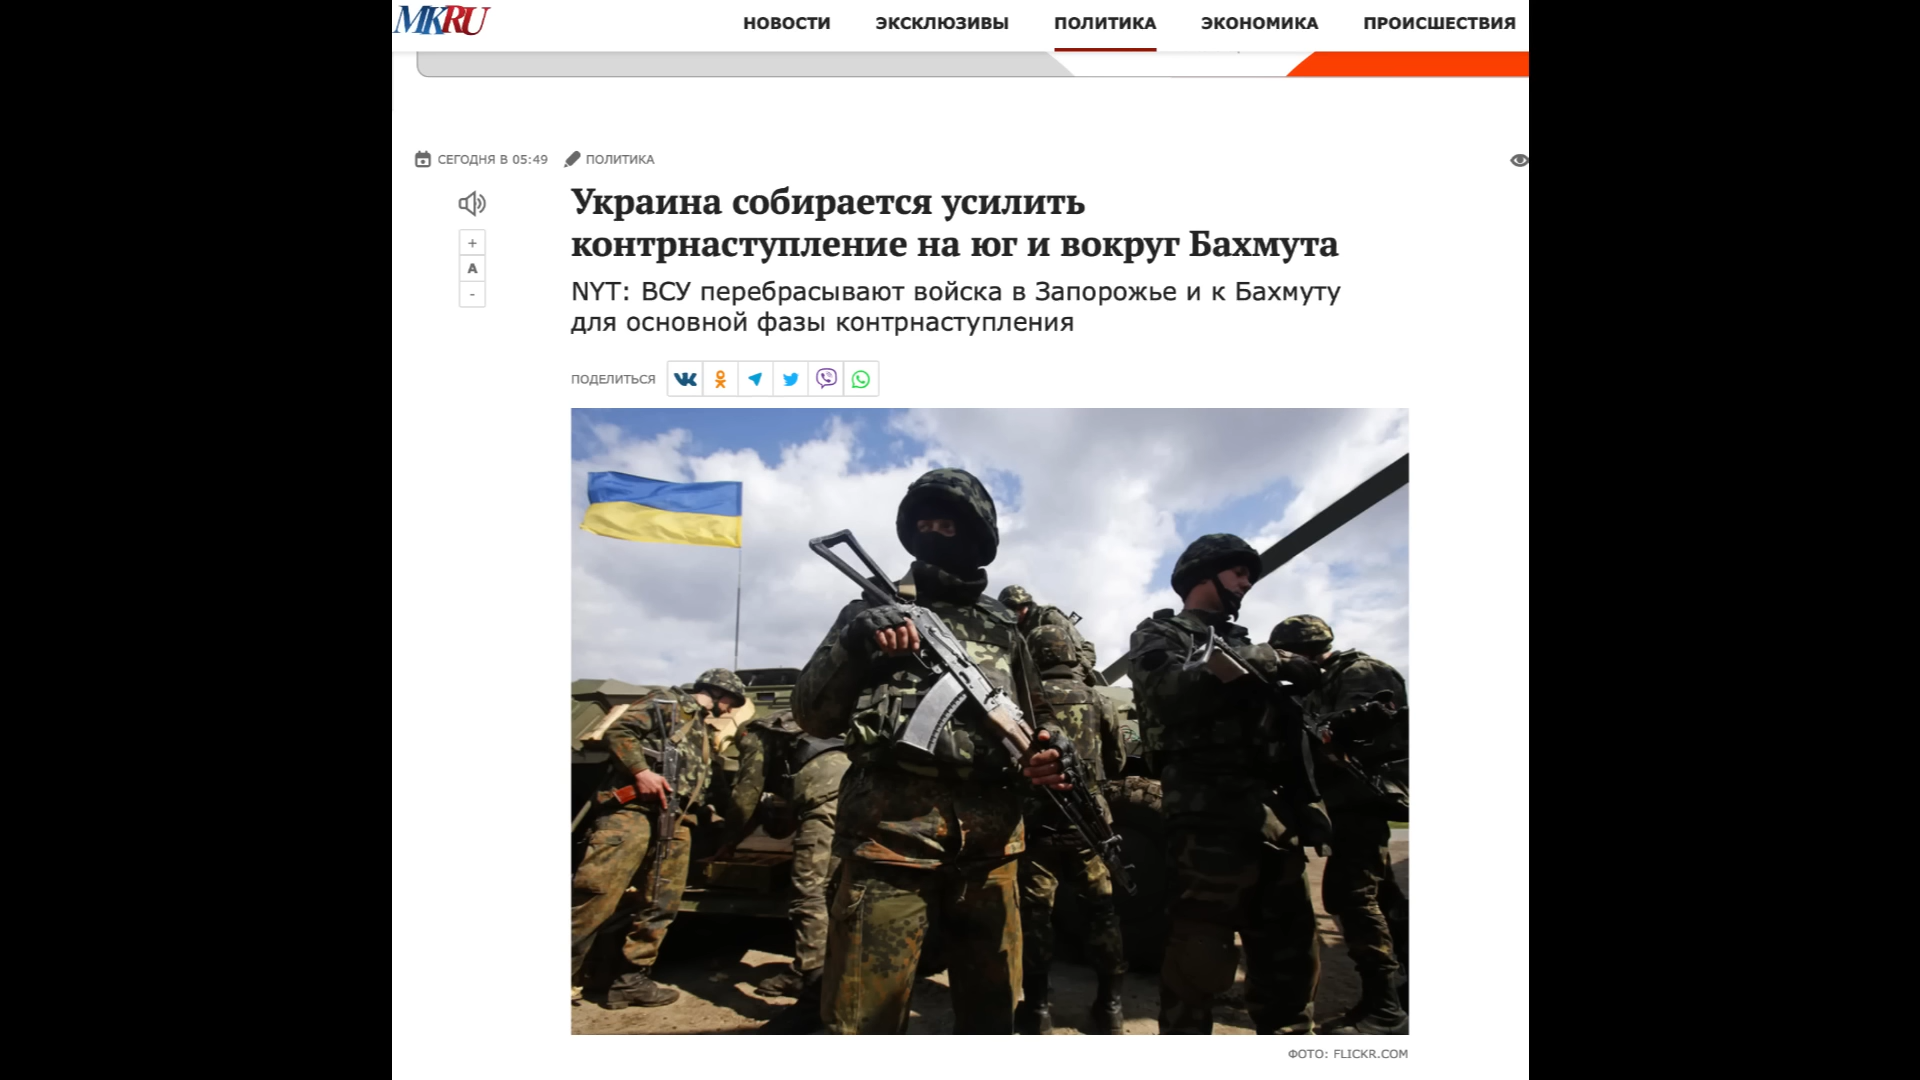 MKRU
НОВОСТИ ЭКСКЛЮЗИВЫ ПОЛИТИКА ЭКОНОМИКА ПРОИСШЕСТВИЯ
СЕГОДНЯ В 05:49 ПОЛИТИКА
Украина собирается усилить
контрнаступление на юг и вокруг Бахмута
+
A
-
NYT: ВСУ перебрасывают войска в Запорожье и к Бахмуту
для основной фазы контрнаступления
ПОДЕЛИТЬСЯ
ФОТО: FLICKR.COM